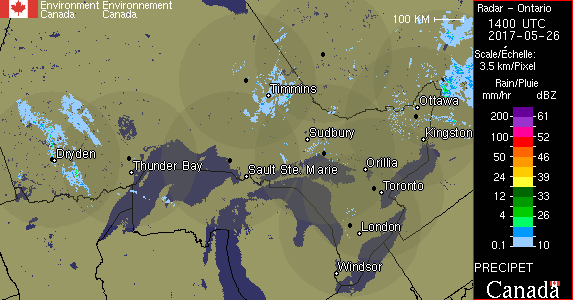 Environment Environnement
Canada Canada
100 KM
Timmins
Ottawa
Sudbury
Kingston
Dryden
Thunder Bay
Sault Ste. Marie
Orillia
Toronto
London
Windsor
Radar - Ontario
1400 UTC
2017-05-26
Scale/Échelle:
3.5 km/Pixel
Rain/Pluie
mm/hr dBZ
200 61
100 52
50 46
24 39
12 33
4 26
0.1 10
PRECIPET
Canada